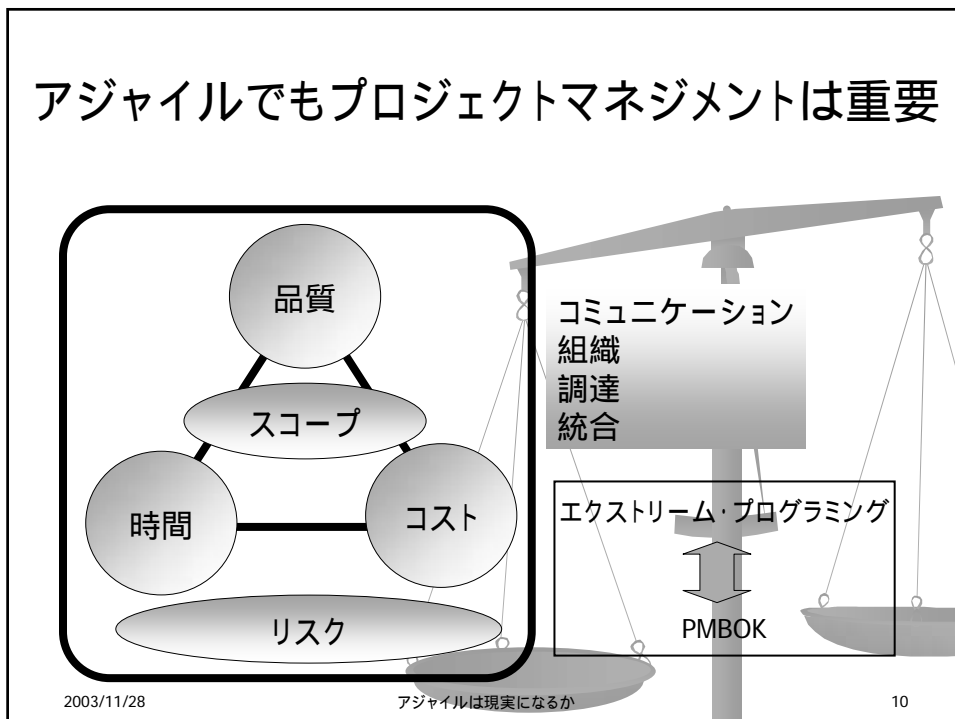 アジャイルでもプロジェクトマネジメントは重要
品質
スコープ
時間
コスト
リスク
コミュニケーション
組織
調達
統合
エクストリーム・プログラミング
PMBOK
2003/11/28
アジャイルは現実になるか
10